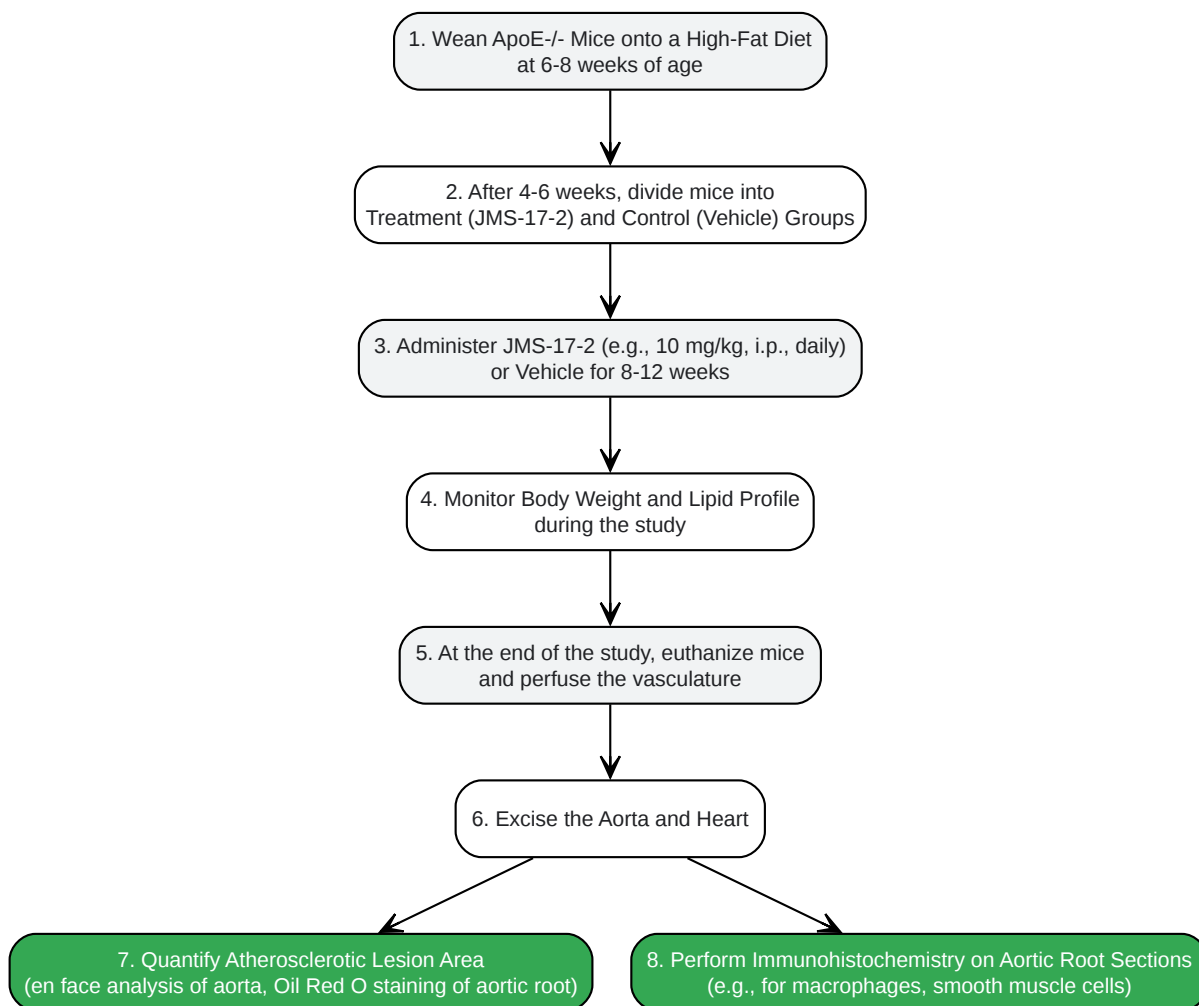 1. Wean ApoE-/- Mice onto a High-Fat Diet
at 6-8 weeks of age
2. After 4-6 weeks, divide mice into
Treatment (JMS-17-2) and Control (Vehicle) Groups
3. Administer JMS-17-2 (e.g., 10 mg/kg, i.p., daily)
or Vehicle for 8-12 weeks
4. Monitor Body Weight and Lipid Profile
during the study
5. At the end of the study, euthanize mice
and perfuse the vasculature
6. Excise the Aorta and Heart
7. Quantify Atherosclerotic Lesion Area
(en face analysis of aorta, Oil Red O staining of aortic root)
8. Perform Immunohistochemistry on Aortic Root Sections
(e.g., for macrophages, smooth muscle cells)